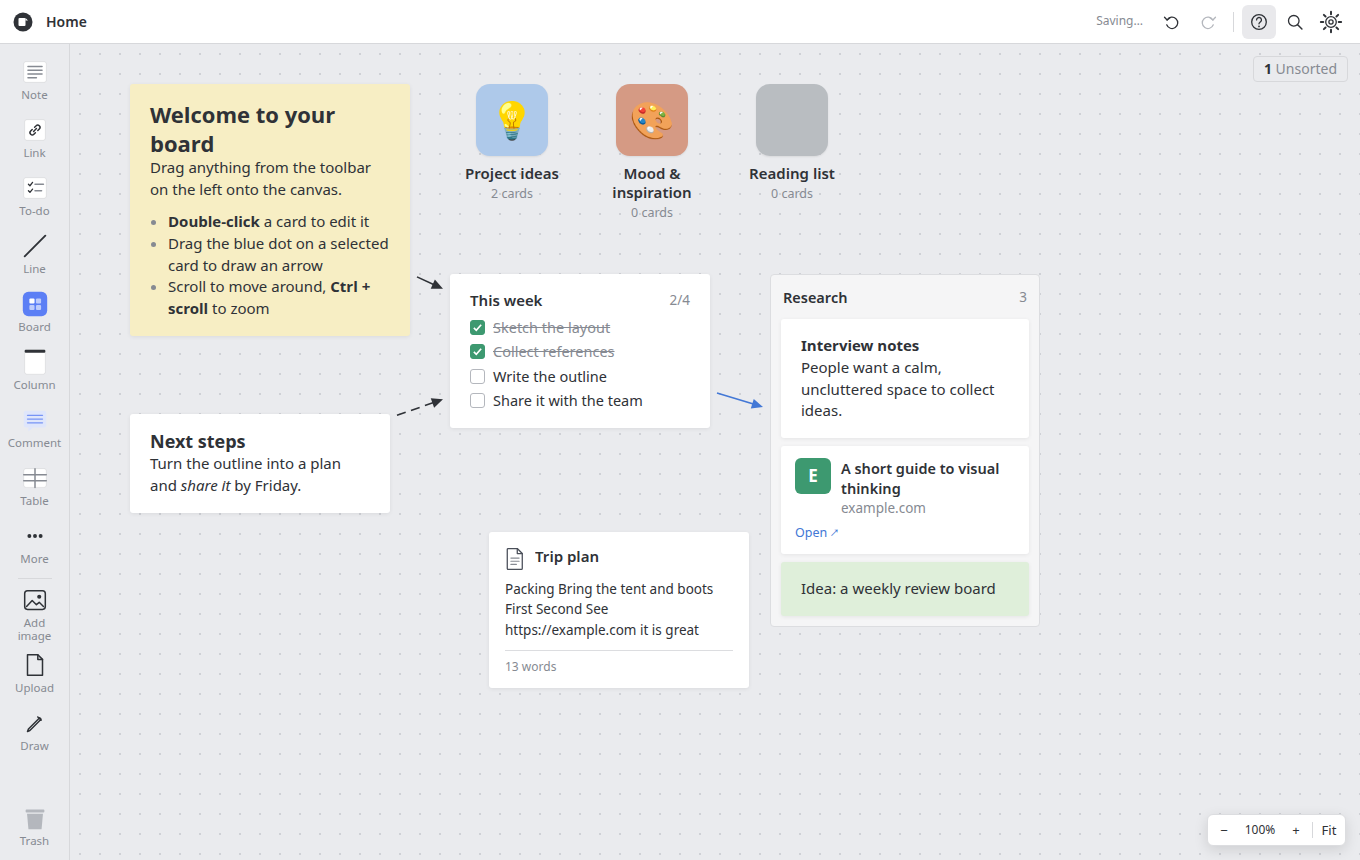 Home
Saving...
1 Unsorted
Note
Link
To-do
Line
Board
Column
Comment
Table
More
Add
image
Upload
Draw
Trash
Welcome to your
board
Drag anything from the toolbar
on the left onto the canvas.
Double-click a card to edit it
Drag the blue dot on a selected
card to draw an arrow
Scroll to move around, Ctrl +
scroll to zoom
Project ideas
2 cards
Mood &
inspiration
0 cards
Reading list
0 cards
This week 2/4
Sketch the layout
Collect references
Write the outline
Share it with the team
Next steps
Turn the outline into a plan
and share it by Friday.
Research 3
Interview notes
People want a calm,
uncluttered space to collect
ideas.
E
A short guide to visual
thinking
example.com
Open ↗
Idea: a weekly review board
Trip plan
Packing Bring the tent and boots
First Second See
https://example.com it is great
13 words
− 100% + Fit